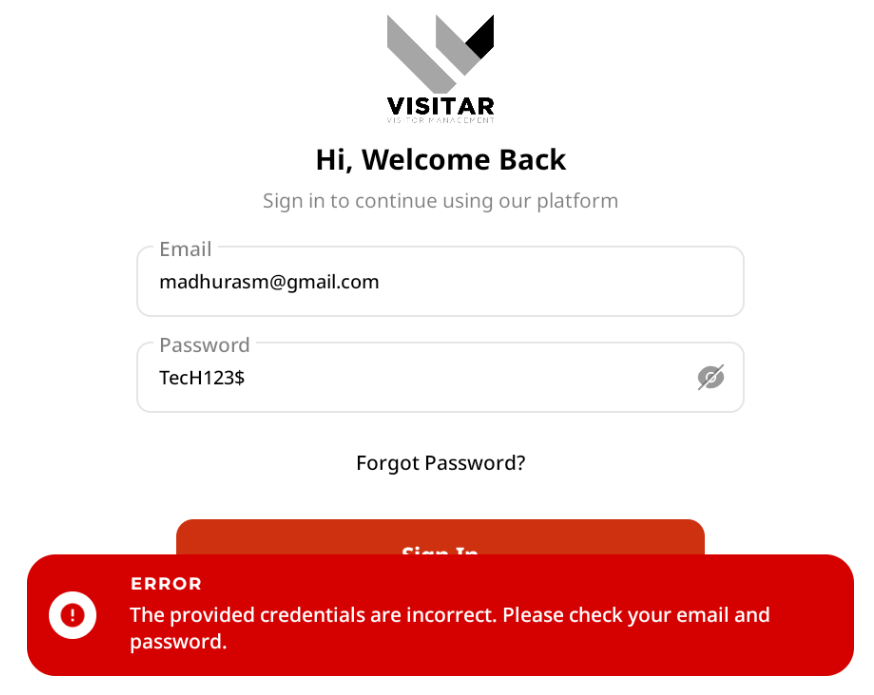 VISITAR
VISITOR MANAGEMENT
Hi, Welcome Back
Sign in to continue using our platform
Email
madhurasm@gmail.com
Password
TecH123$
Forgot Password?
Sign In
ERROR
The provided credentials are incorrect. Please check your email and
password.